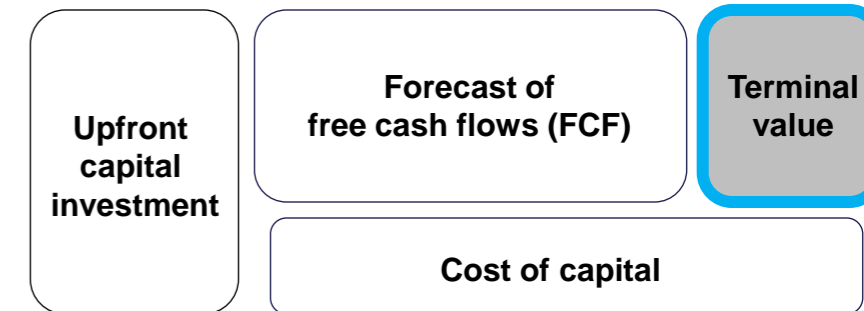 Upfront
capital
investment
Forecast of
free cash flows (FCF)
Terminal
value
Cost of capital